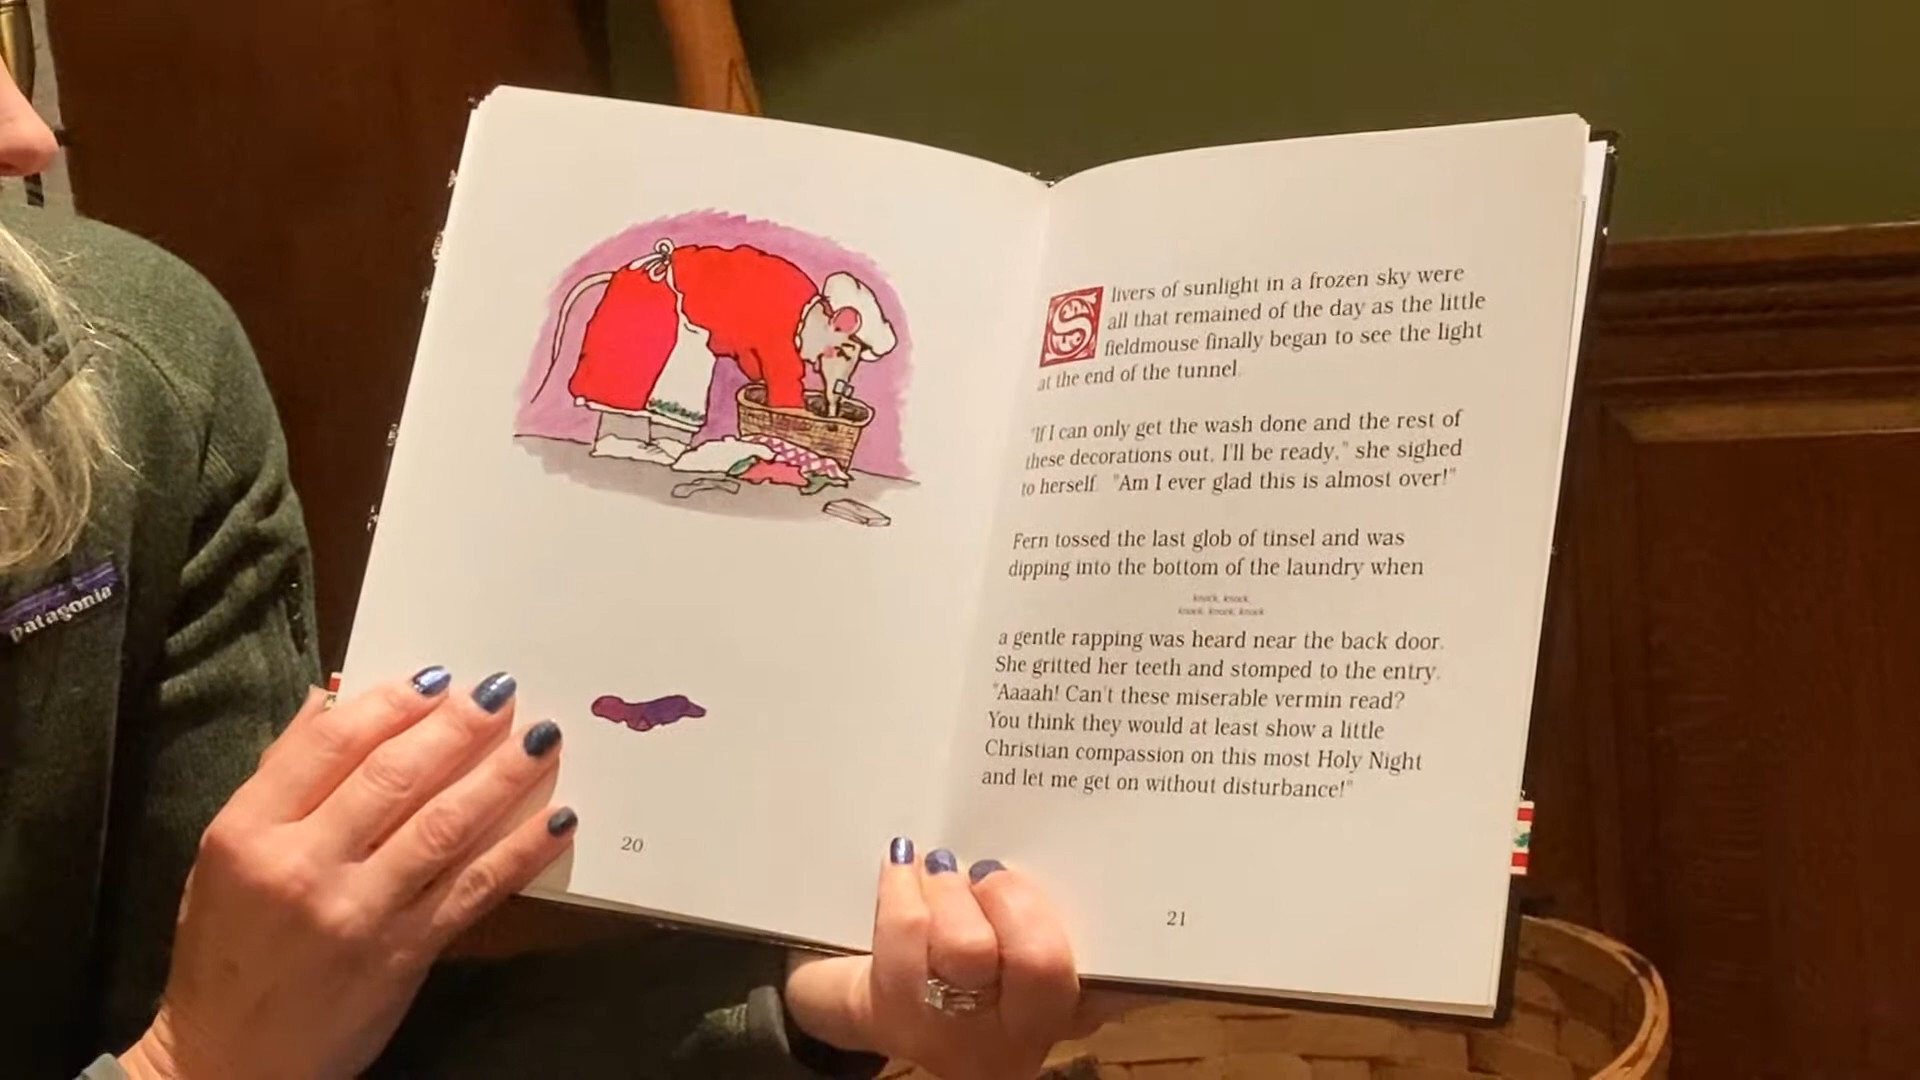 patagonia
20
Slivers of sunlight in a frozen sky were
all that remained of the day as the little
fieldmouse finally began to see the light
at the end of the tunnel.
"If I can only get the wash done and the rest of
these decorations out, I'll be ready," she sighed
to herself. "Am I ever glad this is almost over!"
Fern tossed the last glob of tinsel and was
dipping into the bottom of the laundry when
knock, knock,
knock, knock, knock
a gentle rapping was heard near the back door.
She gritted her teeth and stomped to the entry.
"Aaaah! Can't these miserable vermin read?
You think they would at least show a little
Christian compassion on this most Holy Night
and let me get on without disturbance!"
21